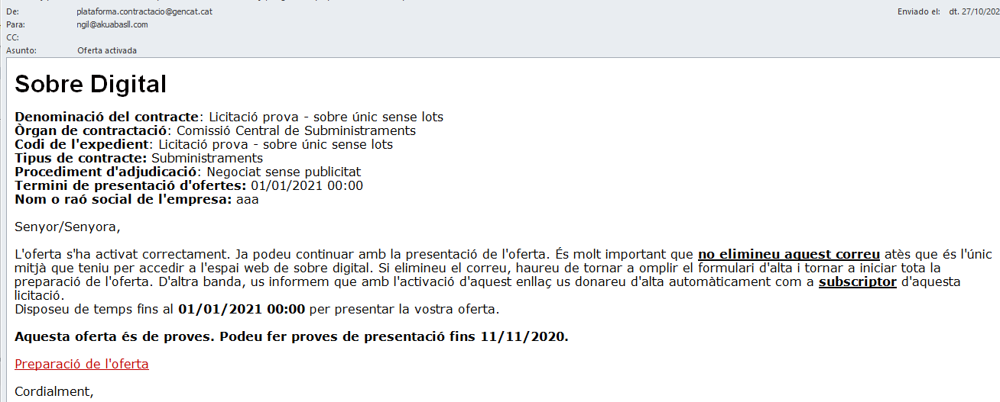 De: plataforma.contractacio@gencat.cat Enviado el: dt. 27/10/202
Para: ngil@akuabasll.com
CC:
Asunto: Oferta activada
Sobre Digital
Denominació del contracte: Licitació prova - sobre únic sense lots
Òrgan de contractació: Comissió Central de Subministraments
Codi de l'expedient: Licitació prova - sobre únic sense lots
Tipus de contracte: Subministraments
Procediment d'adjudicació: Negociat sense publicitat
Termini de presentació d'ofertes: 01/01/2021 00:00
Nom o raó social de l'empresa: aaa
Senyor/Senyora,
L'oferta s'ha activat correctament. Ja podeu continuar amb la presentació de l'oferta. És molt important que no elimineu aquest correu atès que és l'únic
mitjà que teniu per accedir a l'espai web de sobre digital. Si elimineu el correu, haureu de tornar a omplir el formulari d'alta i tornar a iniciar tota la
preparació de l'oferta. D'altra banda, us informem que amb l'activació d'aquest enllaç us donareu d'alta automàticament com a subscriptor d'aquesta
licitació.
Disposeu de temps fins al 01/01/2021 00:00 per presentar la vostra oferta.
Aquesta oferta és de proves. Podeu fer proves de presentació fins 11/11/2020.
Preparació de l'oferta
Cordialment,